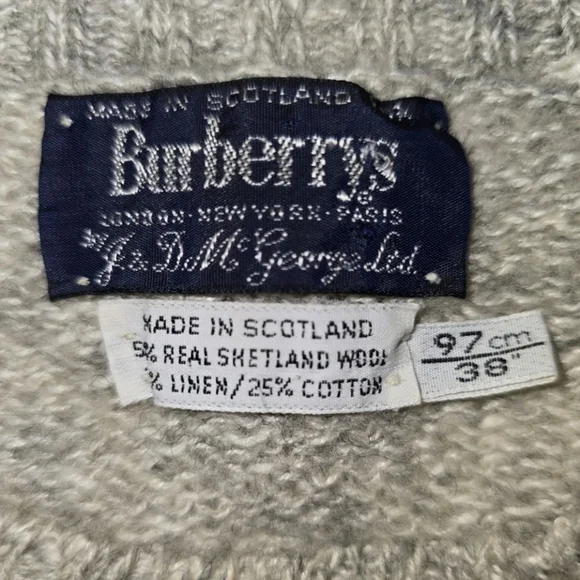 MADE IN SCOTLAND
Burberrys
LONDON · NEW YORK · PARIS
J & D. McGeorge Ltd.
MADE IN SCOTLAND
5% REAL SHETLAND WOOL
% LINEN/25% COTTON
97 cm
38"